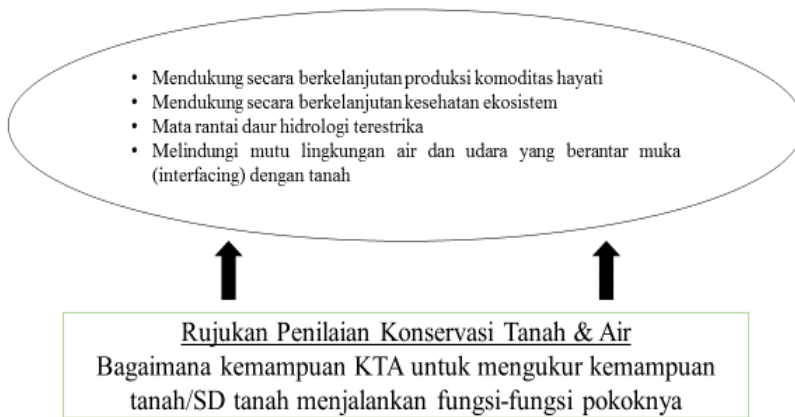 • Mendukung secara berkelanjutan produksi komoditas hayati
• Mendukung secara berkelanjutan kesehatan ekosistem
• Mata rantai daur hidrologi terestrika
• Melindungi mutu lingkungan air dan udara yang berantar muka
(interfacing) dengan tanah
Rujukan Penilaian Konservasi Tanah & Air
Bagaimana kemampuan KTA untuk mengukur kemampuan
tanah/SD tanah menjalankan fungsi-fungsi pokoknya